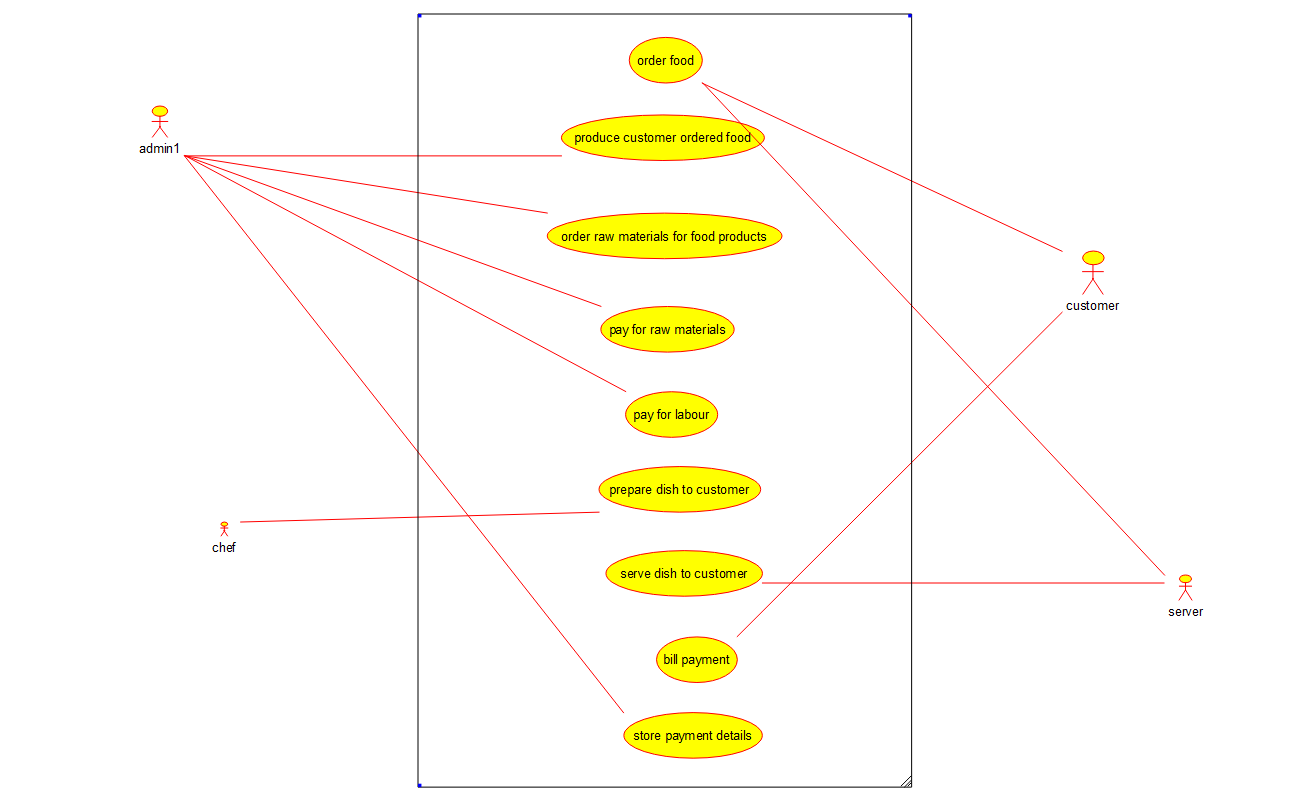 order food
produce customer ordered food
admin1
order raw materials for food products
customer
pay for raw materials
pay for labour
prepare dish to customer
chef
serve dish to customer
server
bill payment
store payment details